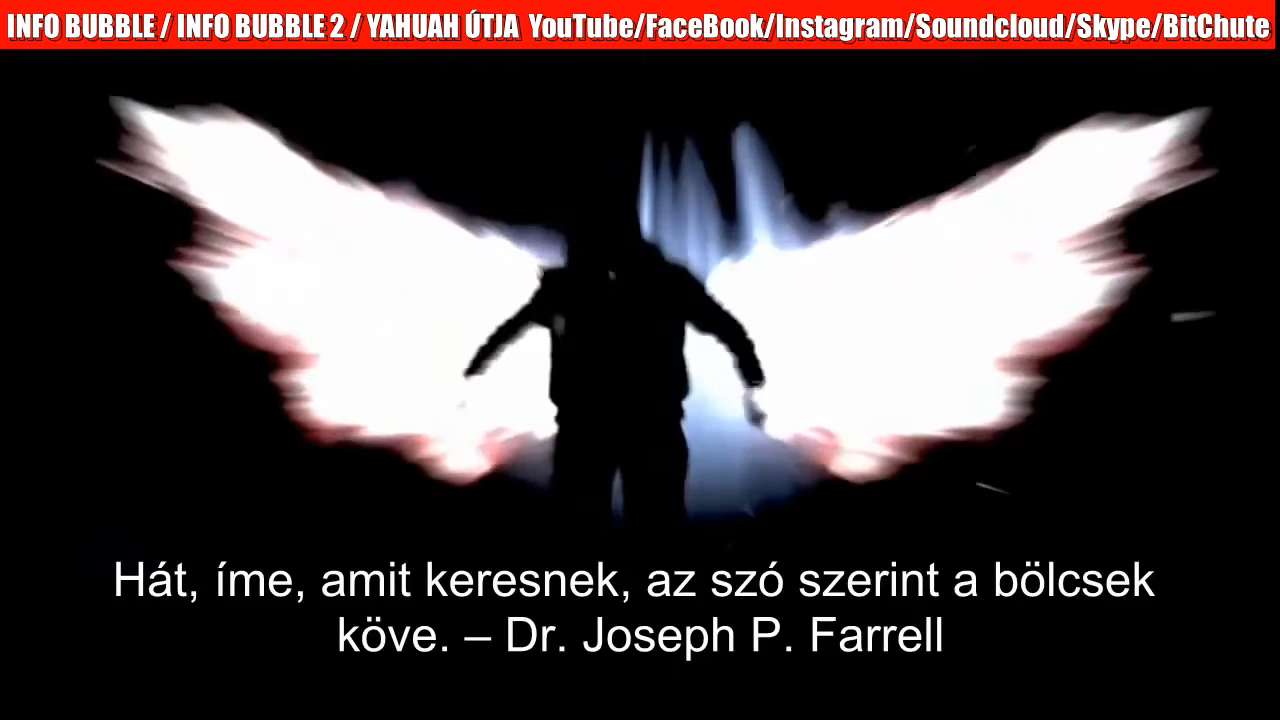 INFO BUBBLE / INFO BUBBLE 2 / YAHUAH ÚTJA YouTube/FaceBook/Instagram/Soundcloud/Skype/BitChute
Hát, íme, amit keresnek, az szó szerint a bölcsek
köve. – Dr. Joseph P. Farrell